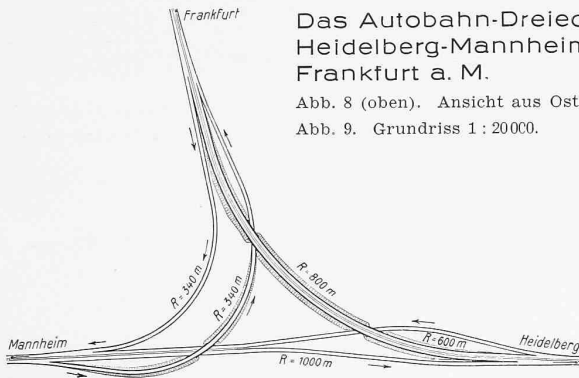 Frankfurt
Das Autobahn-Dreiec
Heidelberg-Mannheim
Frankfurt a. M.
Abb. 8 (oben). Ansicht aus Ost
Abb. 9. Grundriss 1 : 20000.
R = 340 m
R = 340 m
R = 800 m
Mannheim
R = 600 m
Heidelberg
R = 1000 m